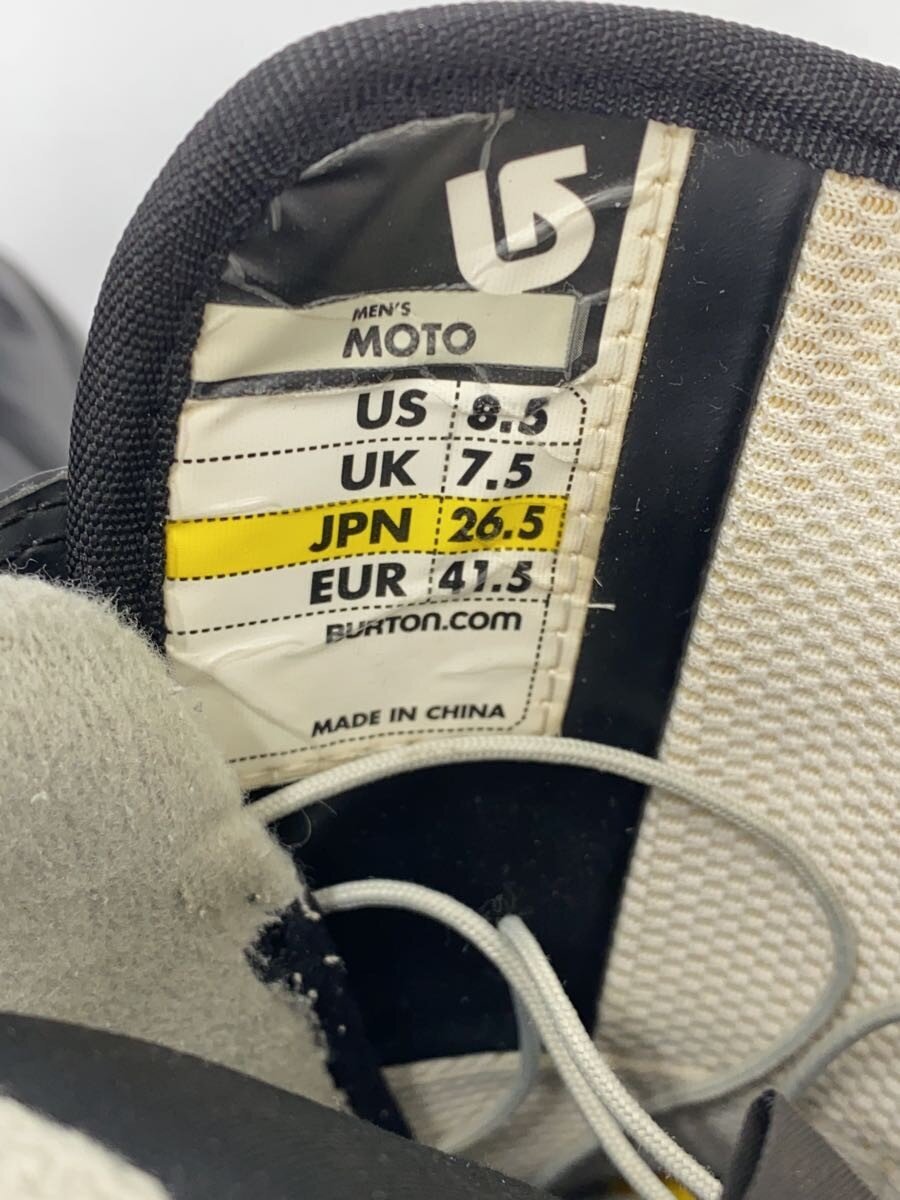 MEN'S
MOTO
US 8.5
UK 7.5
JPN 26.5
EUR 41.5
BURTON.COM
MADE IN CHINA